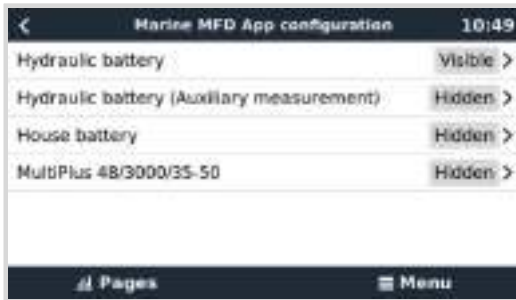 Marine MFD App configuration 10:49
Hydraulic battery Visible
Hydraulic battery (Auxiliary measurement) Hidden
House battery Hidden
MultiPlus 48/3000/35-50 Hidden
Pages Menu